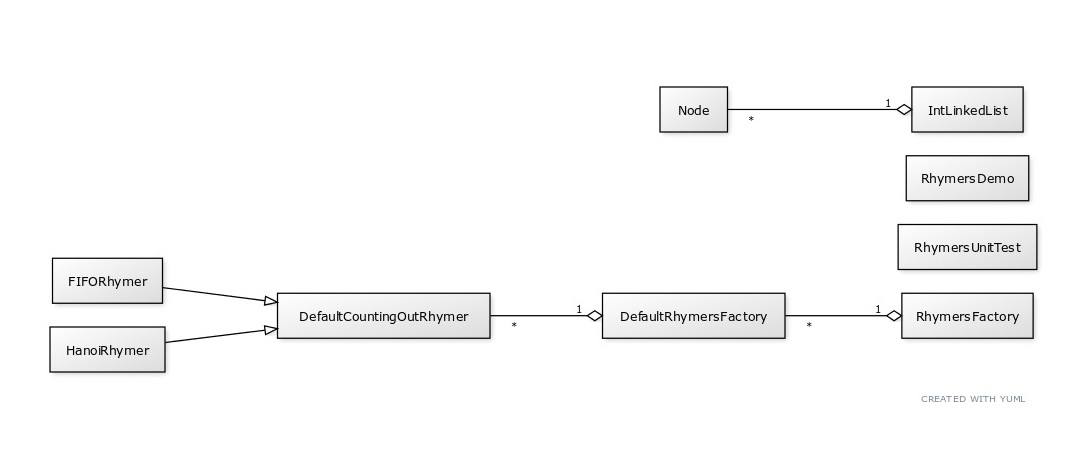 Node
*
1
IntLinkedList
RhymersDemo
RhymersUnitTest
FIFORhymer
HanoiRhymer
DefaultCountingOutRhymer
*
1
DefaultRhymersFactory
*
1
RhymersFactory
CREATED WITH YUML